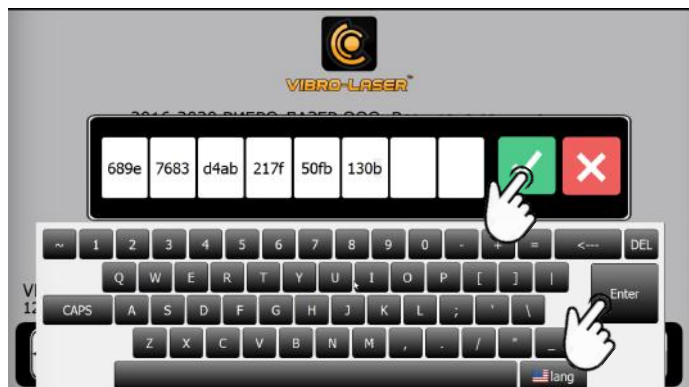 VIBRO-LASER™
689e 7683 d4ab 217f 50fb 130b
~ 1 2 3 4 5 6 7 8 9 0 - + = <--- DEL
Q W E R T Y U I O P [ ] |
Enter
CAPS A S D F G H J K L ; ' \
Z X C V B N M , . / " _
lang